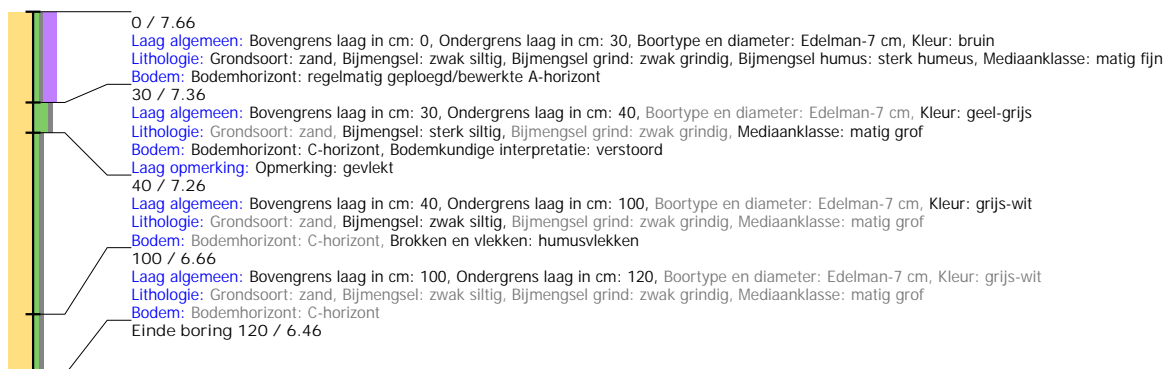 0 / 7.66
Laag algemeen: Bovengrens laag in cm: 0, Ondergrens laag in cm: 30, Boortype en diameter: Edelman-7 cm, Kleur: bruin
Lithologie: Grondsoort: zand, Bijmengsel: zwak siltig, Bijmengsel grind: zwak grindig, Bijmengsel humus: sterk humeus, Mediaanklasse: matig fijn
Bodem: Bodemhorizont: regelmatig geploegd/bewerkte A-horizont
30 / 7.36
Laag algemeen: Bovengrens laag in cm: 30, Ondergrens laag in cm: 40, Boortype en diameter: Edelman-7 cm, Kleur: geel-grijs
Lithologie: Grondsoort: zand, Bijmengsel: sterk siltig, Bijmengsel grind: zwak grindig, Mediaanklasse: matig grof
Bodem: Bodemhorizont: C-horizont, Bodemkundige interpretatie: verstoord
Laag opmerking: Opmerking: gevlekt
40 / 7.26
Laag algemeen: Bovengrens laag in cm: 40, Ondergrens laag in cm: 100, Boortype en diameter: Edelman-7 cm, Kleur: grijs-wit
Lithologie: Grondsoort: zand, Bijmengsel: zwak siltig, Bijmengsel grind: zwak grindig, Mediaanklasse: matig grof
Bodem: Bodemhorizont: C-horizont, Brokken en vlekken: humusvlekken
100 / 6.66
Laag algemeen: Bovengrens laag in cm: 100, Ondergrens laag in cm: 120, Boortype en diameter: Edelman-7 cm, Kleur: grijs-wit
Lithologie: Grondsoort: zand, Bijmengsel: zwak siltig, Bijmengsel grind: zwak grindig, Mediaanklasse: matig grof
Bodem: Bodemhorizont: C-horizont
Einde boring 120 / 6.46